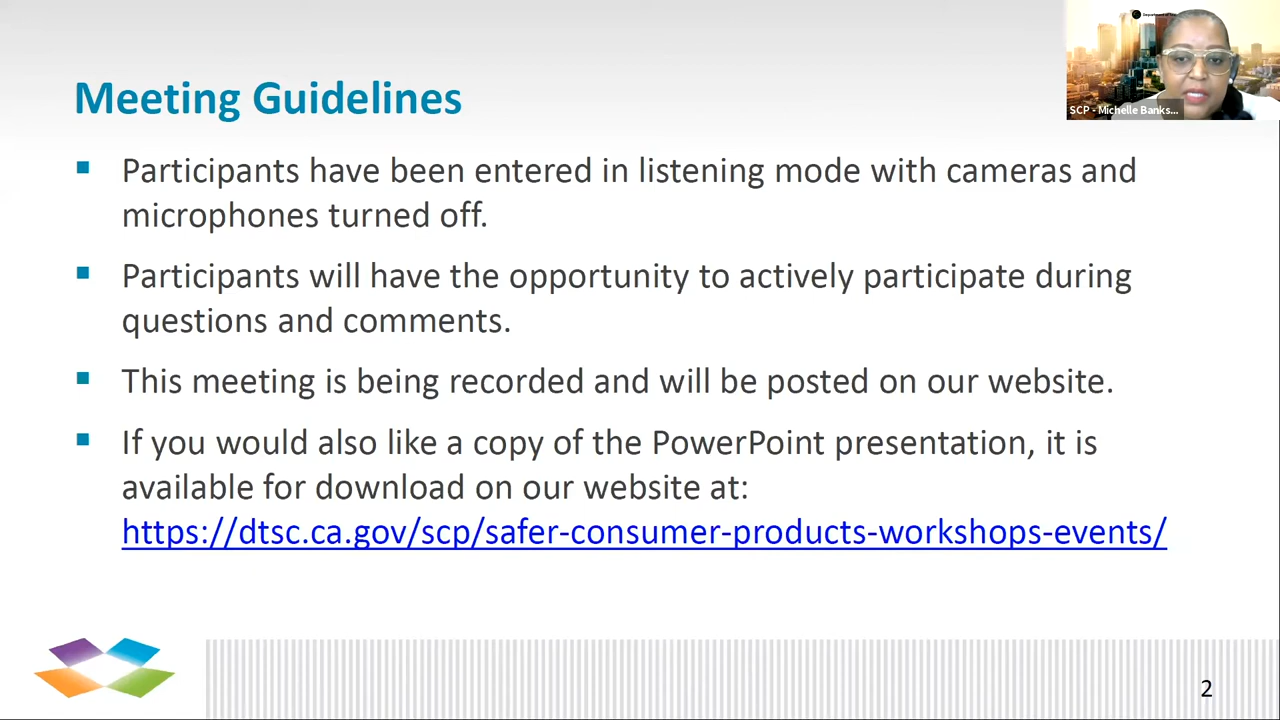 Meeting Guidelines
SCP - Michelle Banks...
Participants have been entered in listening mode with cameras and
microphones turned off.
Participants will have the opportunity to actively participate during
questions and comments.
This meeting is being recorded and will be posted on our website.
If you would also like a copy of the PowerPoint presentation, it is
available for download on our website at:
https://dtsc.ca.gov/scp/safer-consumer-products-workshops-events/
2